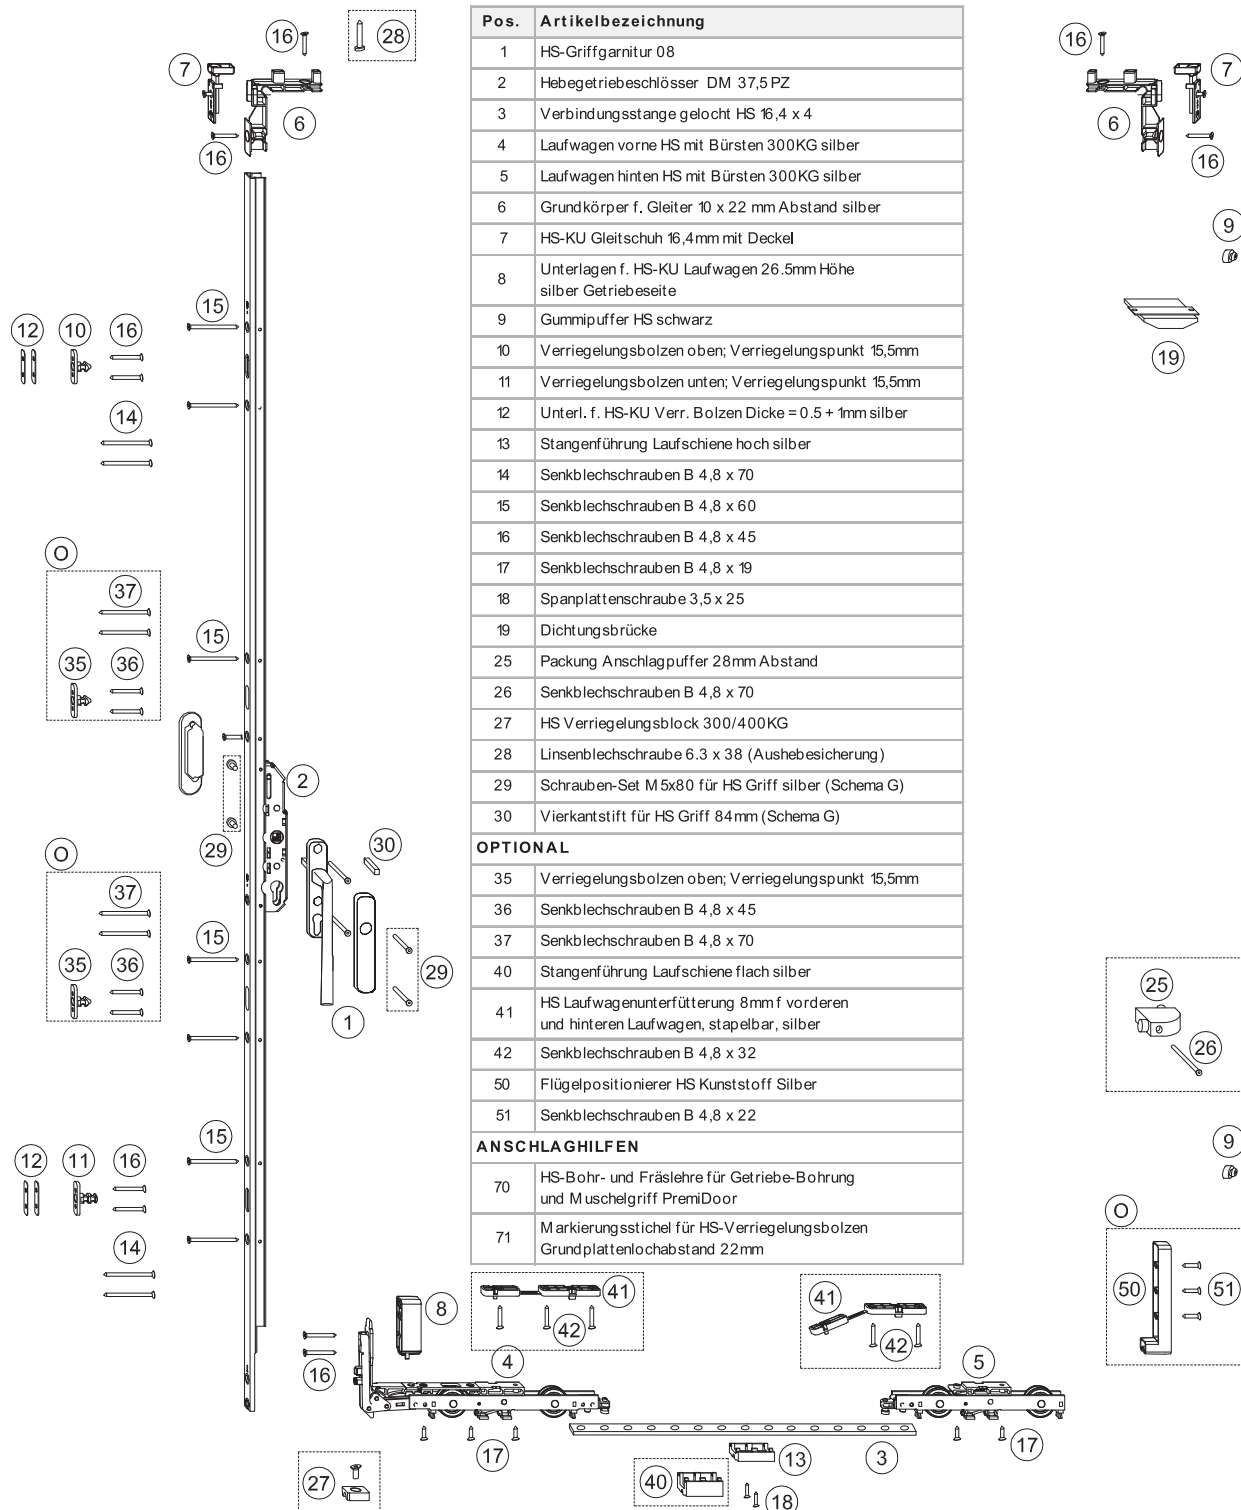 Pos. Artikelbezeichnung
1 HS-Griffgarnitur 08
2 Hebegetriebeschlösser DM 37,5 PZ
3 Verbindungsstange gelocht HS 16,4 x 4
4 Laufwagen vorne HS mit Bürsten 300KG silber
5 Laufwagen hinten HS mit Bürsten 300KG silber
6 Grundkörper f. Gleiter 10 x 22 mm Abstand silber
7 HS-KU Gleitschuh 16,4mm mit Deckel
8 Unterlagen f. HS-KU Laufwagen 26.5mm Höhe
silber Getriebeseite
9 Gummipuffer HS schwarz
10 Verriegelungsbolzen oben; Verriegelungspunkt 15,5mm
11 Verriegelungsbolzen unten; Verriegelungspunkt 15,5mm
12 Unterl. f. HS-KU Verr. Bolzen Dicke = 0.5 + 1mm silber
13 Stangenführung Laufschiene hoch silber
14 Senkblechschrauben B 4,8 x 70
15 Senkblechschrauben B 4,8 x 60
16 Senkblechschrauben B 4,8 x 45
17 Senkblechschrauben B 4,8 x 19
18 Spanplattenschraube 3,5 x 25
19 Dichtungsbrücke
25 Packung Anschlagpuffer 28mm Abstand
26 Senkblechschrauben B 4,8 x 70
27 HS Verriegelungsblock 300/400KG
28 Linsenblechschraube 6.3 x 38 (Aushebesicherung)
29 Schrauben-Set M5x80 für HS Griff silber (Schema G)
30 Vierkantstift für HS Griff 84mm (Schema G)
OPTIONAL
35 Verriegelungsbolzen oben; Verriegelungspunkt 15,5mm
36 Senkblechschrauben B 4,8 x 45
37 Senkblechschrauben B 4,8 x 70
40 Stangenführung Laufschiene flach silber
41 HS Laufwagenunterfütterung 8mm f vorderen
und hinteren Laufwagen, stapelbar, silber
42 Senkblechschrauben B 4,8 x 32
50 Flügelpositionierer HS Kunststoff Silber
51 Senkblechschrauben B 4,8 x 22
ANSCHLAGHILFEN
70 HS-Bohr- und Fräslehre für Getriebe-Bohrung
und Muschelgriff PremiDoor
71 Markierungsstichel für HS-Verriegelungsbolzen
Grundplattenlochabstand 22mm
16
28
7
6
16
15
12 10 16
14
O
37
15
35 36
2
29
30
O
37
15
35 36
29
1
15
12 11 16
14
8
16
41
42
4
17
27
41
42
5
17
3
13
40
18
16
7
6
16
9
19
25
26
9
O
50 51